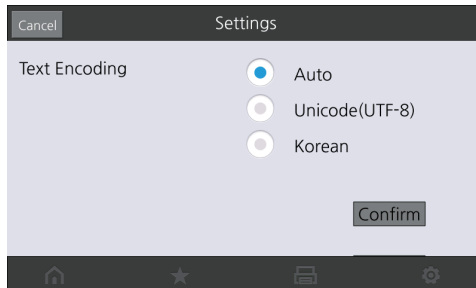 Cancel
Settings
Text Encoding
Auto
Unicode(UTF-8)
Korean
Confirm